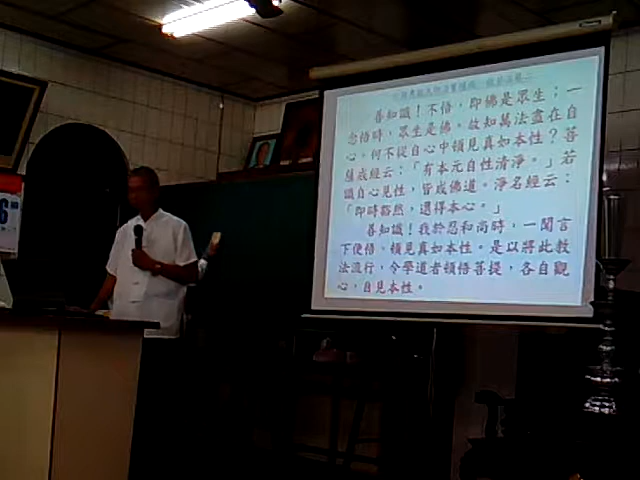 善知識！不悟，即佛是眾生；一
念悟時，眾生是佛。故知萬法盡在自
心。何不從自心中頓見真如本性？菩
薩戒經云：「有本元自性清淨。」若
識自心見性，皆成佛道。淨名經云：
「即時豁然，還得本心。」
善知識！我於忍和尚時，一聞言
下便悟，頓見真如本性。是以將此教
法流行，令學道者頓悟菩提，各自觀
心，自見本性。
6